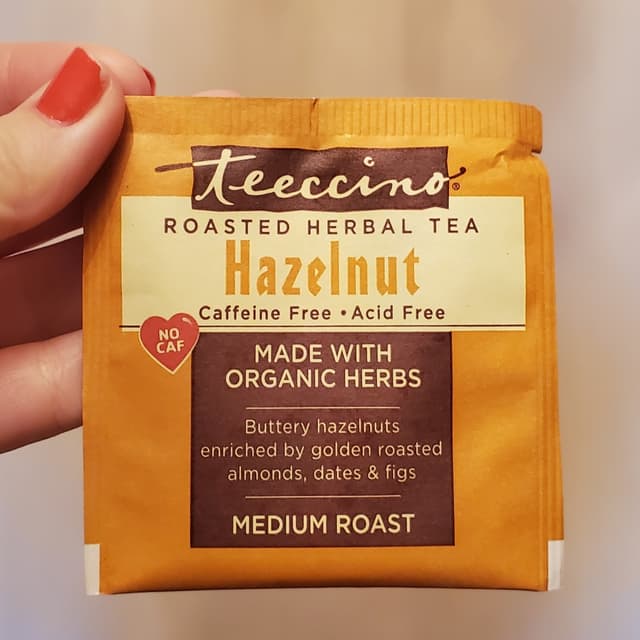 teeccino®
ROASTED HERBAL TEA
Hazelnut
Caffeine Free • Acid Free
NO
CAF
MADE WITH
ORGANIC HERBS
Buttery hazelnuts
enriched by golden roasted
almonds, dates & figs
MEDIUM ROAST